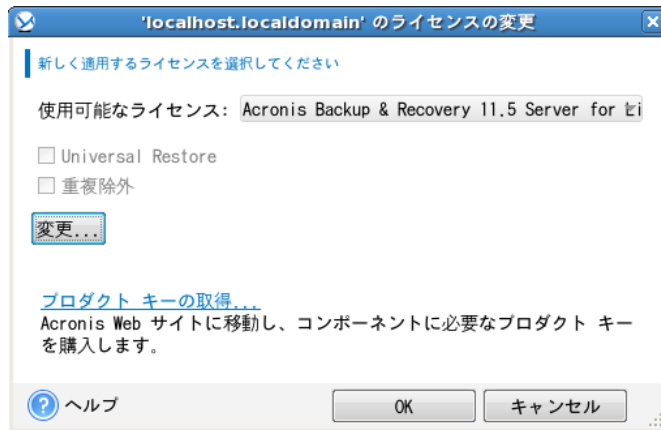 'localhost.localdomain' のライセンスの変更
新しく適用するライセンスを選択してください
使用可能なライセンス: Acronis Backup & Recovery 11.5 Server for Li
Universal Restore
重複除外
変更...
プロダクト キーの取得...
Acronis Web サイトに移動し、コンポーネントに必要なプロダクト キー
を購入します。
ヘルプ OK キャンセル